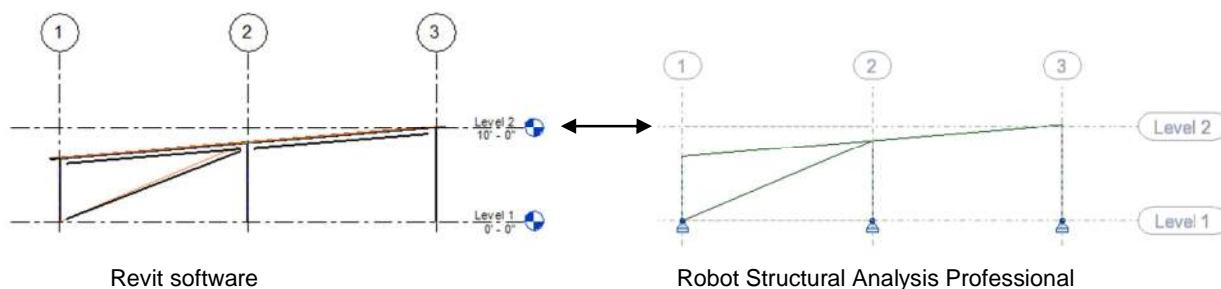 1 2 3
Level 2
10' - 0"
Level 1
0' - 0"
1 2 3
Level 2
Level 1
Revit software
Robot Structural Analysis Professional